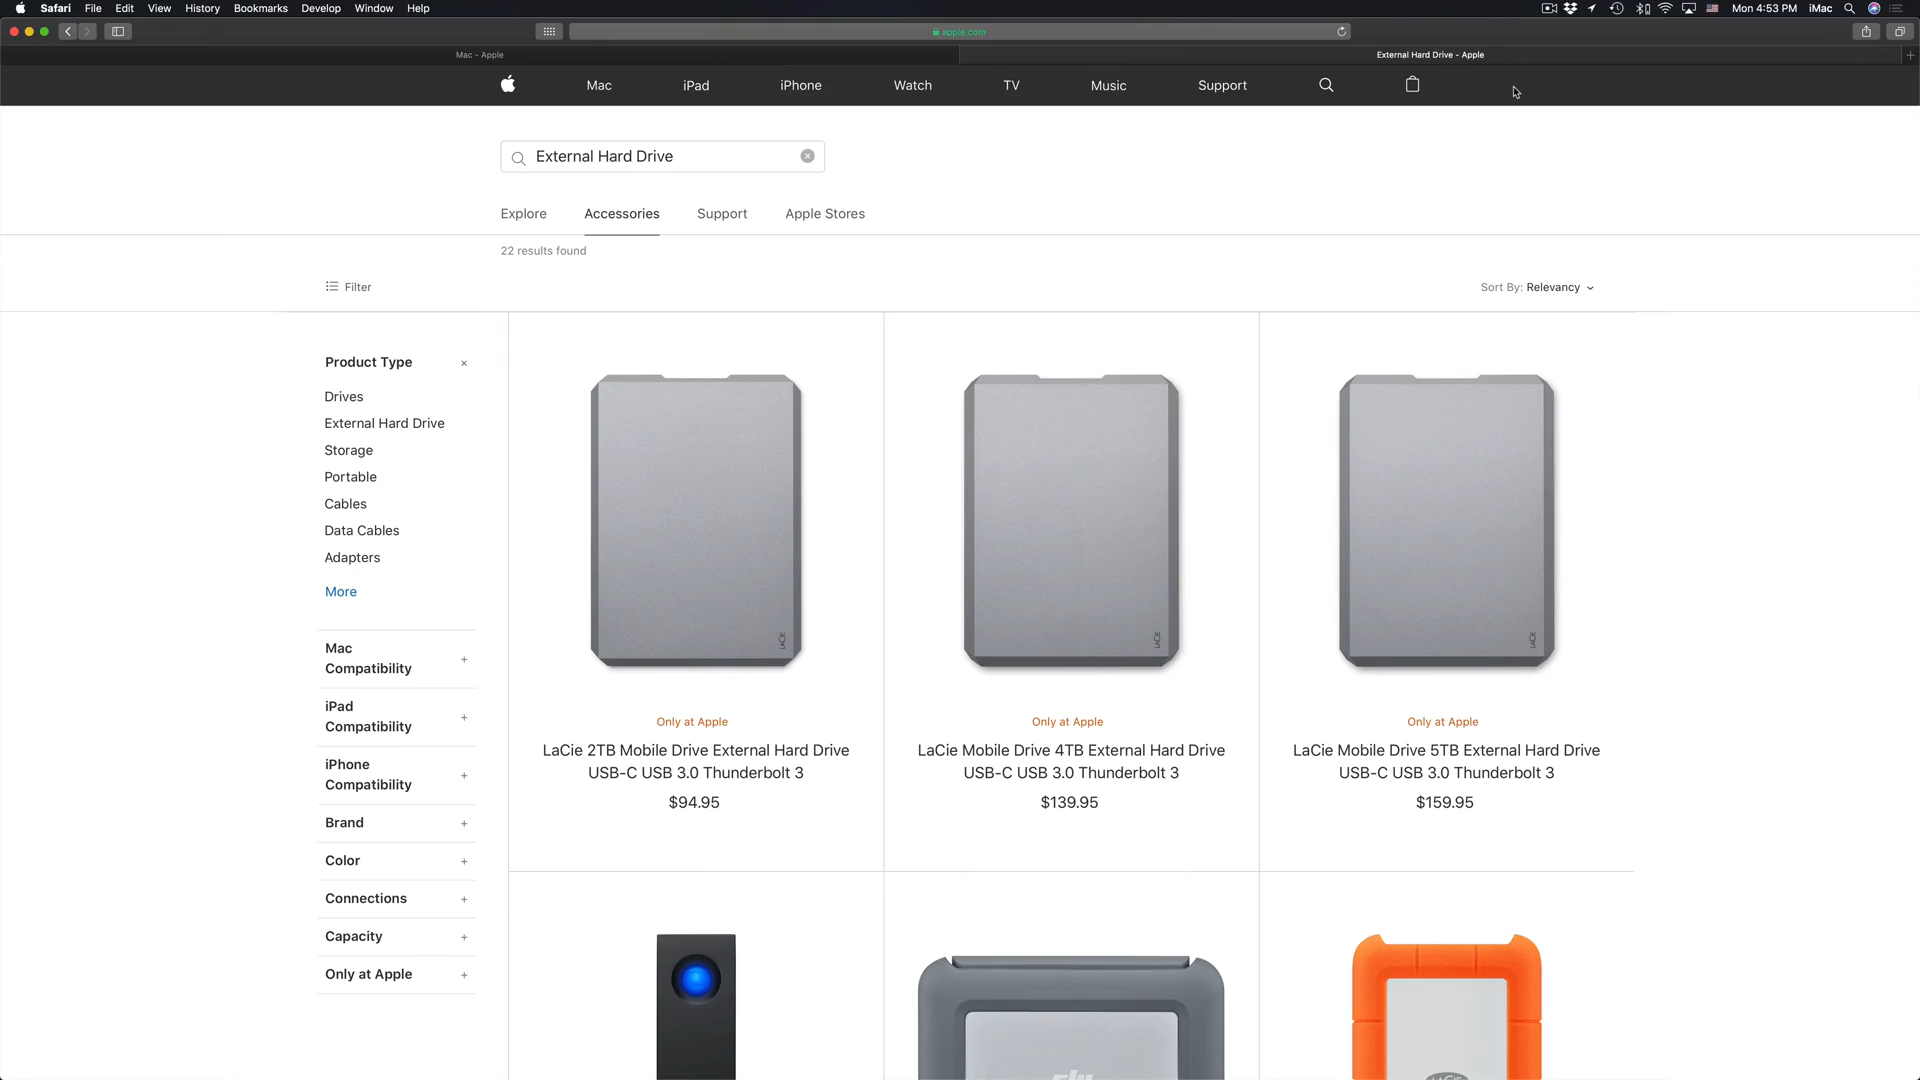 Safari File Edit View History Bookmarks Develop Window Help Mon 4:53 PM iMac
apple.com
Mac - Apple
External Hard Drive - Apple
Mac iPad iPhone Watch TV Music Support
External Hard Drive
Explore Accessories Support Apple Stores
22 results found
Filter
Sort By: Relevancy
Product Type
Drives
External Hard Drive
Storage
Portable
Cables
Data Cables
Adapters
More
Mac
Compatibility
iPad
Compatibility
iPhone
Compatibility
Brand
Color
Connections
Capacity
Only at Apple
LACIE
Only at Apple
LaCie 2TB Mobile Drive External Hard Drive
USB-C USB 3.0 Thunderbolt 3
$94.95
LACIE
Only at Apple
LaCie Mobile Drive 4TB External Hard Drive
USB-C USB 3.0 Thunderbolt 3
$139.95
LACIE
Only at Apple
LaCie Mobile Drive 5TB External Hard Drive
USB-C USB 3.0 Thunderbolt 3
$159.95
dji
LACIE